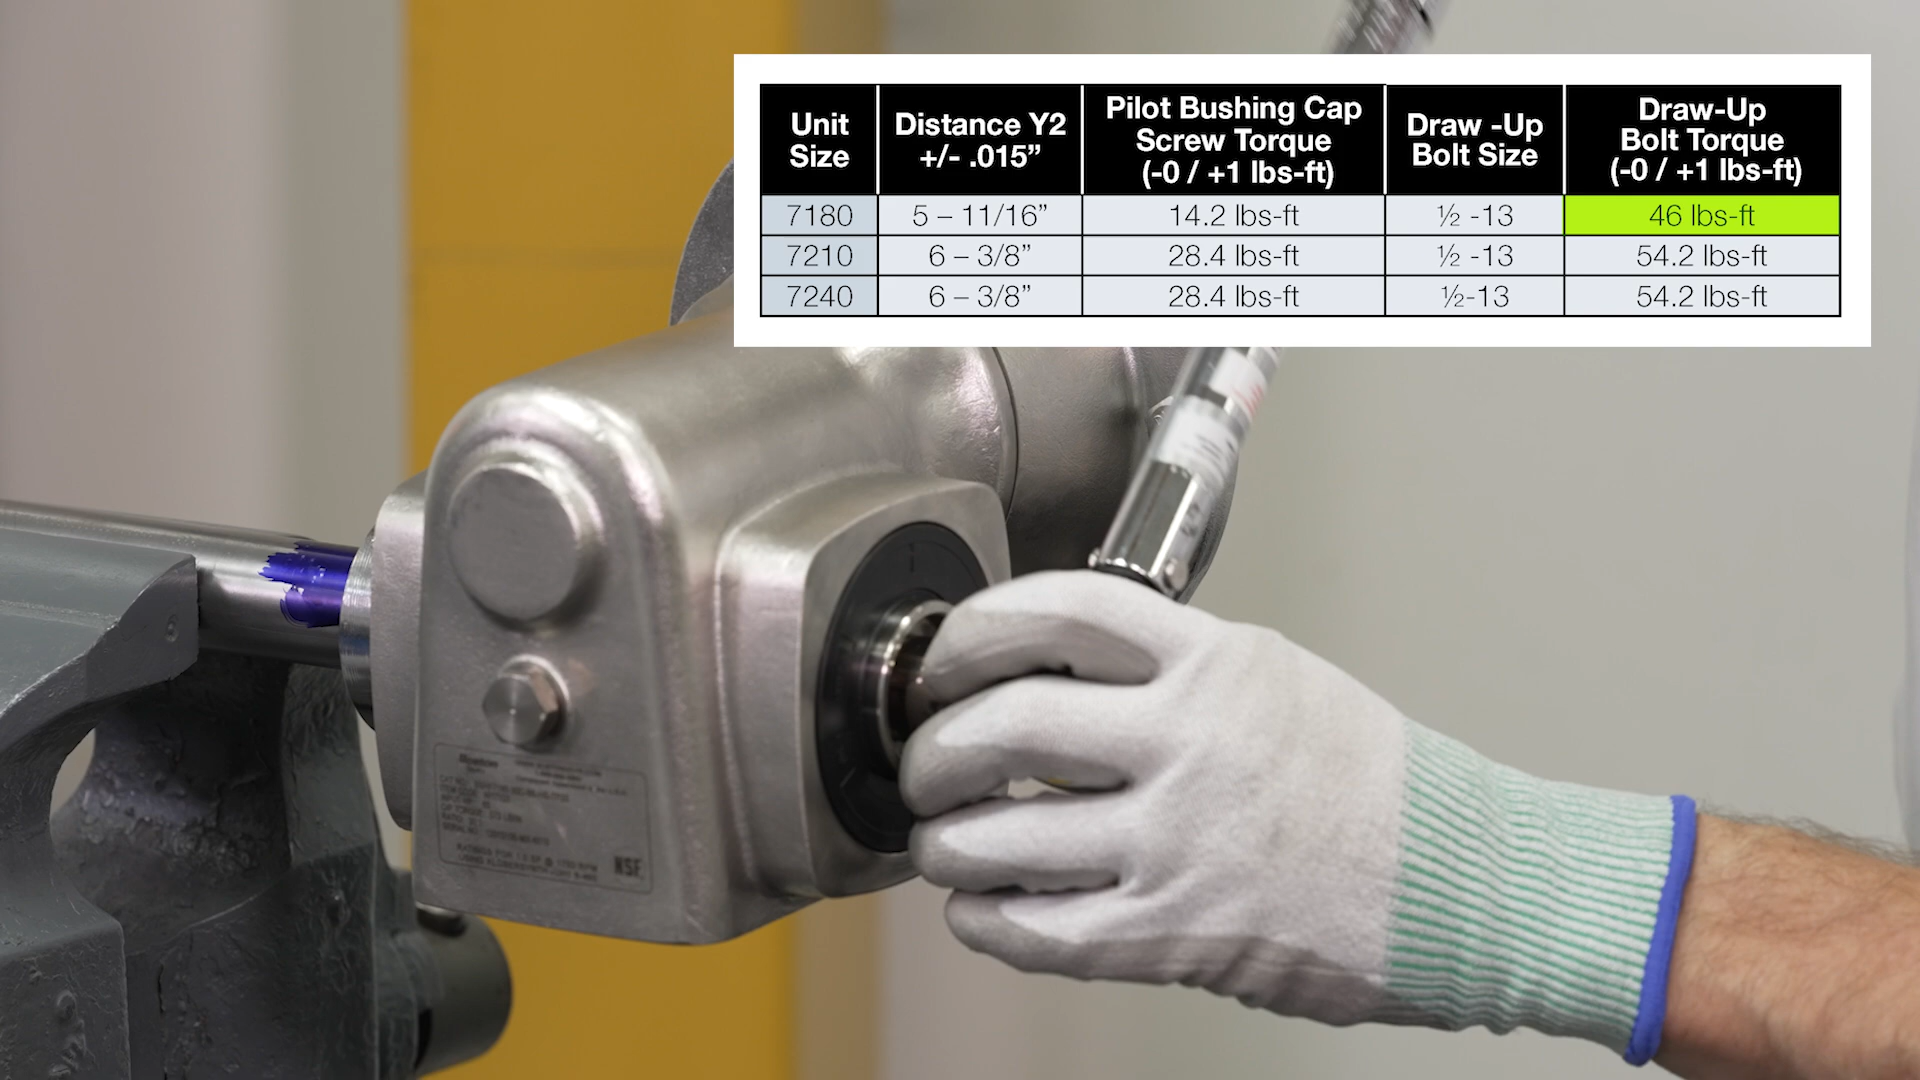 Unit Size
Distance Y2 +/- .015”
Pilot Bushing Cap Screw Torque (-0 / +1 lbs-ft)
Draw -Up Bolt Size
Draw-Up Bolt Torque (-0 / +1 lbs-ft)
7180 5 – 11/16” 14.2 lbs-ft ½ -13 46 lbs-ft
7210 6 – 3/8” 28.4 lbs-ft ½ -13 54.2 lbs-ft
7240 6 – 3/8” 28.4 lbs-ft ½-13 54.2 lbs-ft
NSF